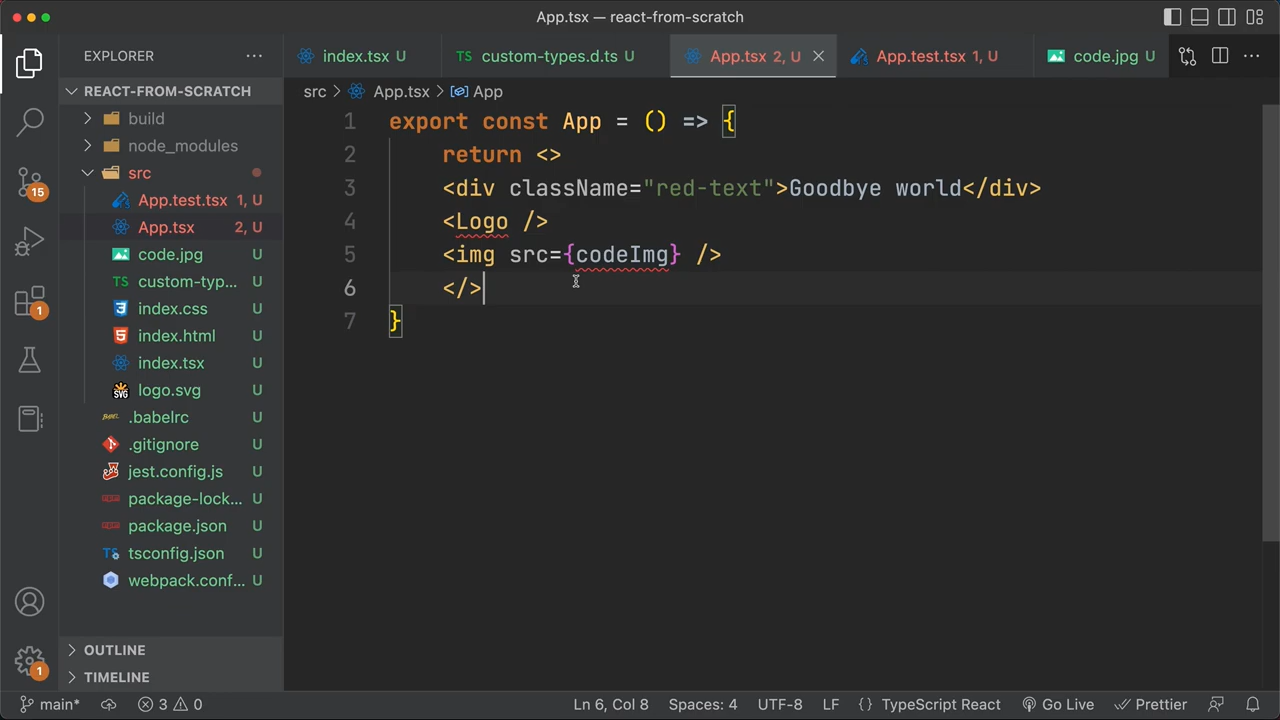 App.tsx — react-from-scratch
EXPLORER
index.tsx U
TS custom-types.d.ts U
App.tsx 2, U
App.test.tsx 1, U
code.jpg U
REACT-FROM-SCRATCH
src > App.tsx > App
build
node_modules
src
App.test.tsx 1, U
App.tsx 2, U
code.jpg U
TS custom-typ... U
index.css U
index.html U
index.tsx U
SVG logo.svg U
BABEL .babelrc U
.gitignore U
jest.config.js U
package-lock... U
package.json U
TS tsconfig.json U
webpack.conf... U
OUTLINE
TIMELINE
15
1
1
1 export const App = () => {
2 return <>
3 <div className="red-text">Goodbye world</div>
4 <Logo />
5 <img src={codeImg} />
6 </>
7 }
main* 3 0
Ln 6, Col 8 Spaces: 4 UTF-8 LF {} TypeScript React Go Live Prettier